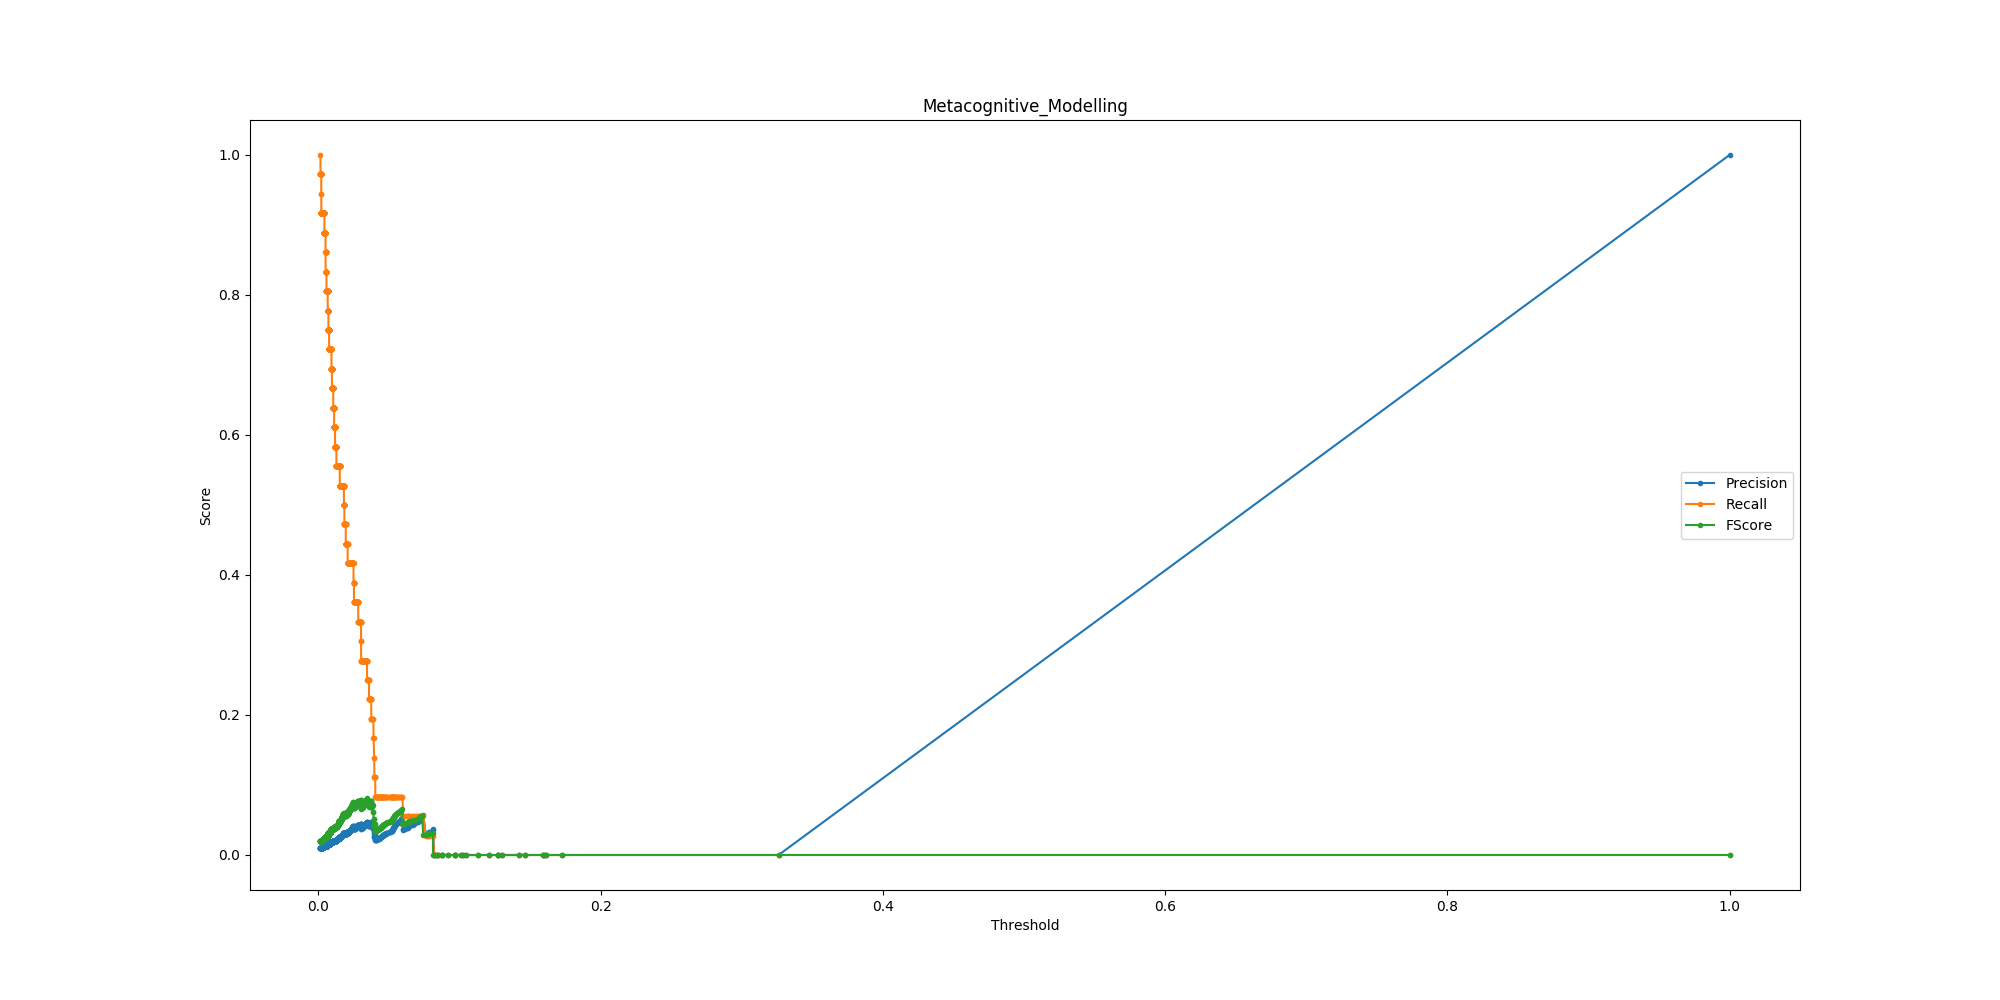 Metacognitive_Modelling
1.0
0.8
0.6
0.4
0.2
0.0
Score
Precision
Recall
FScore
0.0 0.2 0.4 0.6 0.8 1.0
Threshold